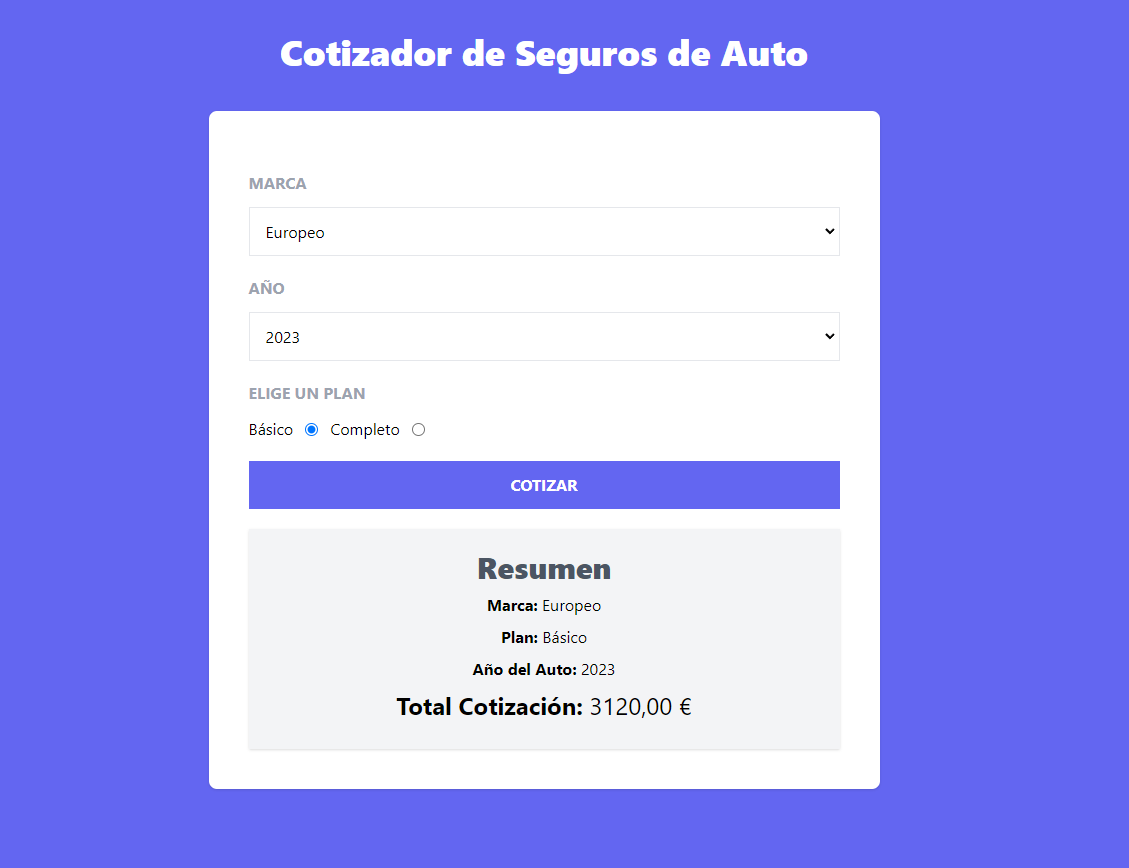 Cotizador de Seguros de Auto
MARCA
Europeo
AÑO
2023
ELIGE UN PLAN
Básico Completo
COTIZAR
Resumen
Marca: Europeo
Plan: Básico
Año del Auto: 2023
Total Cotización: 3120,00 €